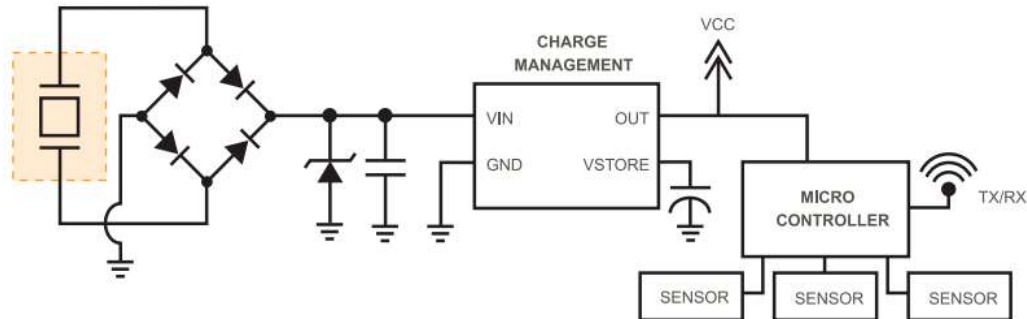 VCC
CHARGE
MANAGEMENT
VIN
OUT
GND
VSTORE
MICRO
CONTROLLER
TX/RX
SENSOR
SENSOR
SENSOR